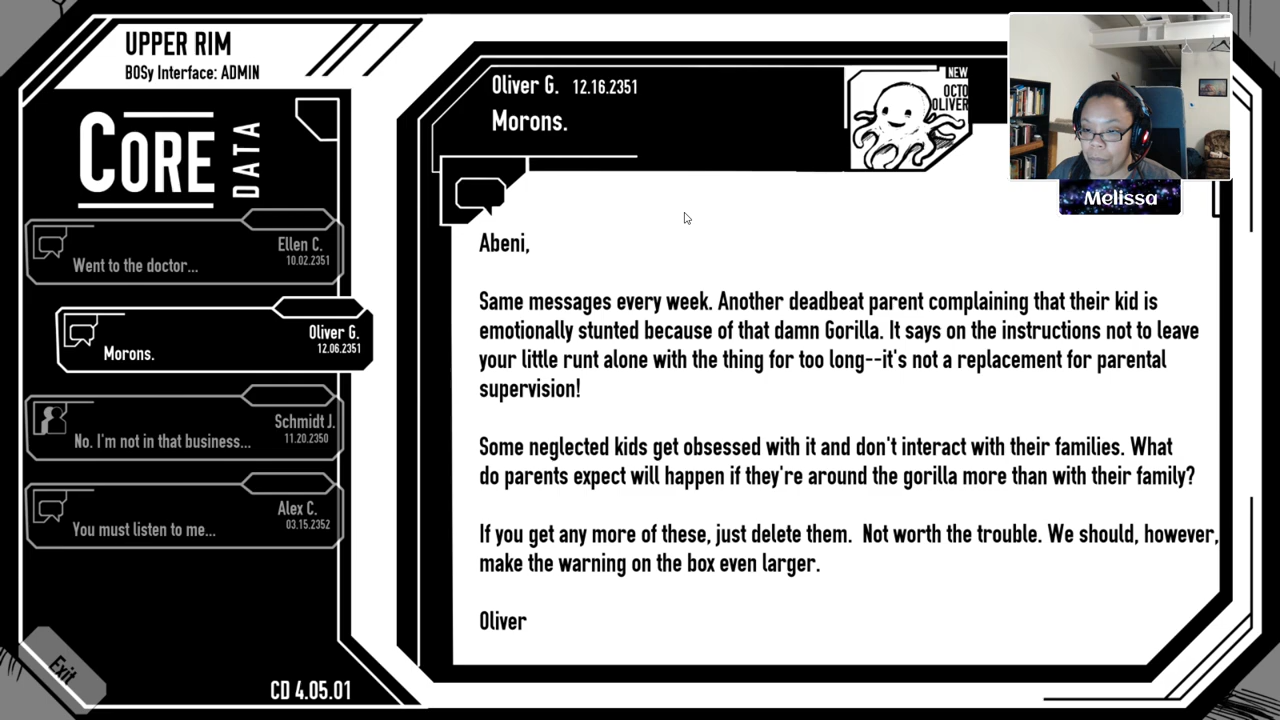 UPPER RIM
BOSy Interface: ADMIN
CORE
DATA
Ellen C.
10.02.2351
Went to the doctor...
Oliver G.
12.06.2351
Morons.
Schmidt J.
11.20.2350
No. I'm not in that business...
Alex C.
03.15.2352
You must listen to me...
Exit
CD 4.05.01
Oliver G. 12.16.2351
Morons.
NEW
OCTO
OLIVER
Melissa
Abeni,
Same messages every week. Another deadbeat parent complaining that their kid is
emotionally stunted because of that damn Gorilla. It says on the instructions not to leave
your little runt alone with the thing for too long--it's not a replacement for parental
supervision!
Some neglected kids get obsessed with it and don't interact with their families. What
do parents expect will happen if they're around the gorilla more than with their family?
If you get any more of these, just delete them. Not worth the trouble. We should, however,
make the warning on the box even larger.
Oliver